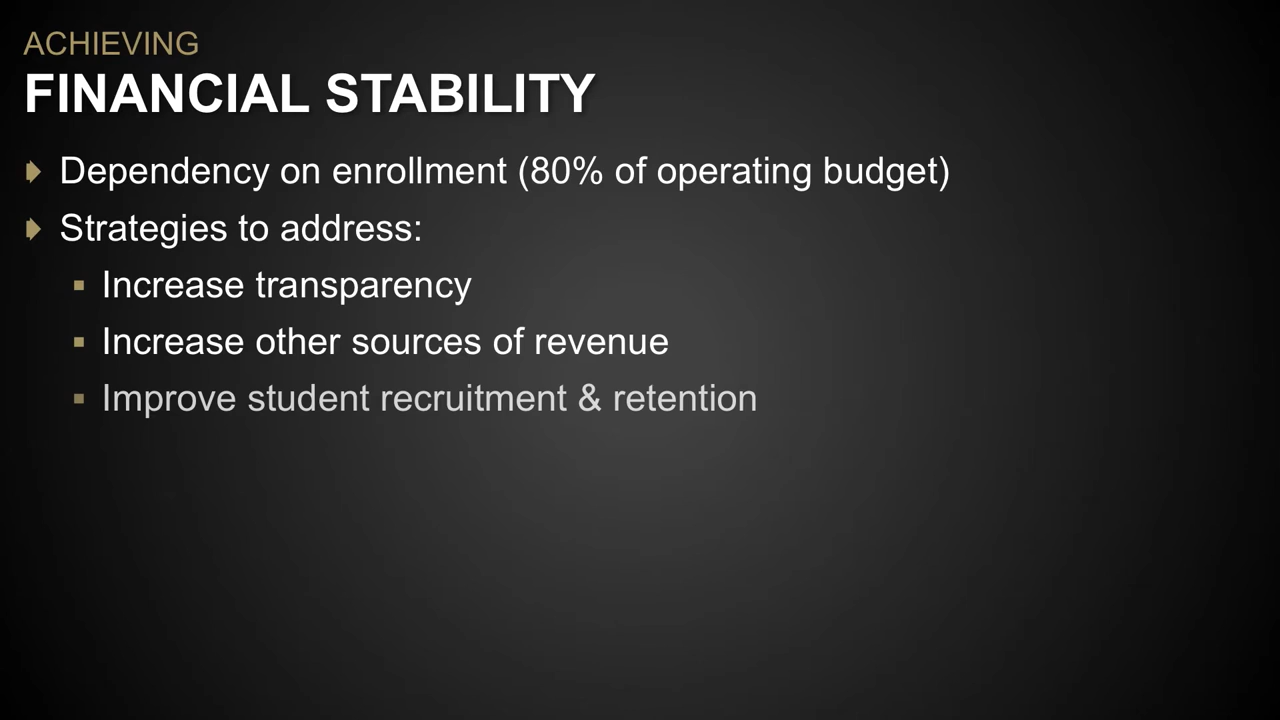 ACHIEVING
FINANCIAL STABILITY
Dependency on enrollment (80% of operating budget)
Strategies to address:
Increase transparency
Increase other sources of revenue
Improve student recruitment & retention